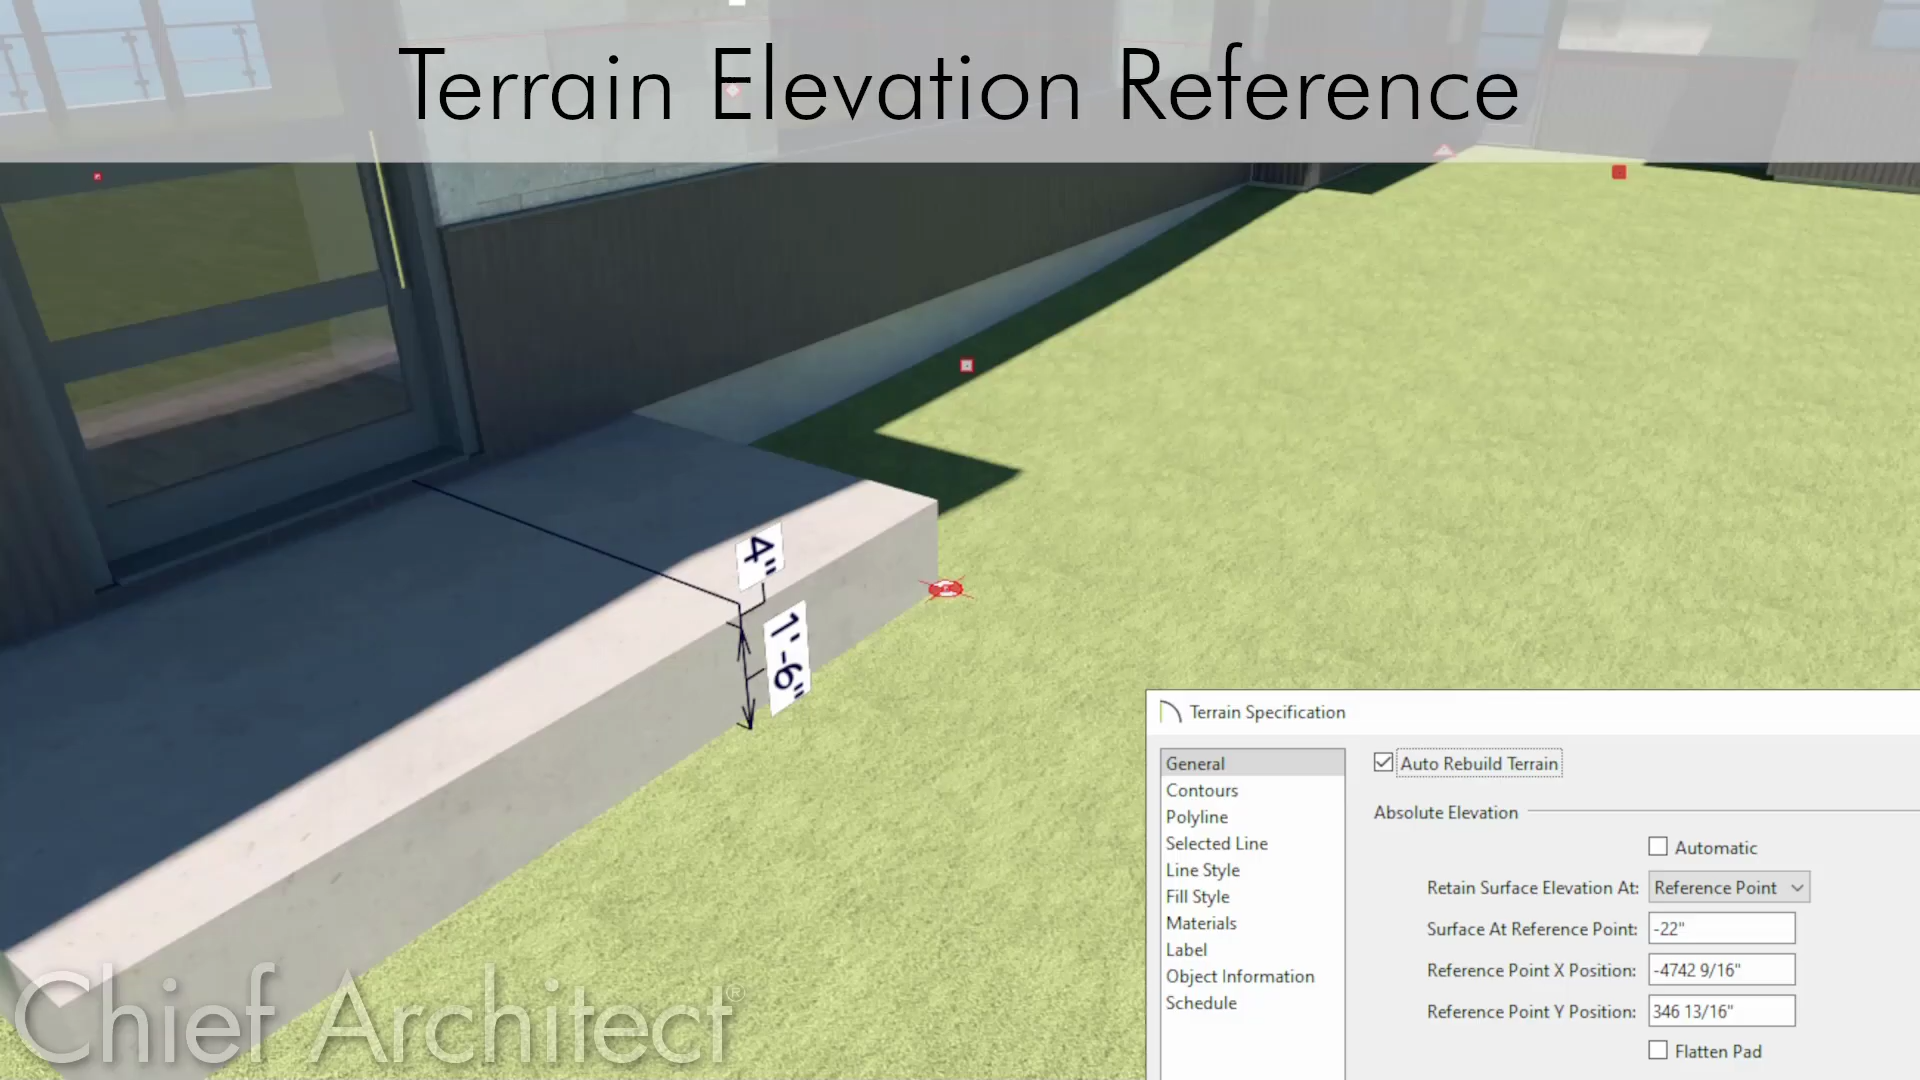 Terrain Elevation Reference
4"
1'-6"
Terrain Specification
General
Contours
Polyline
Selected Line
Line Style
Fill Style
Materials
Label
Object Information
Schedule
Auto Rebuild Terrain
Absolute Elevation
Automatic
Retain Surface Elevation At: Reference Point
Surface At Reference Point: -22"
Reference Point X Position: -4742 9/16"
Reference Point Y Position: 346 13/16"
Flatten Pad
Chief Architect®